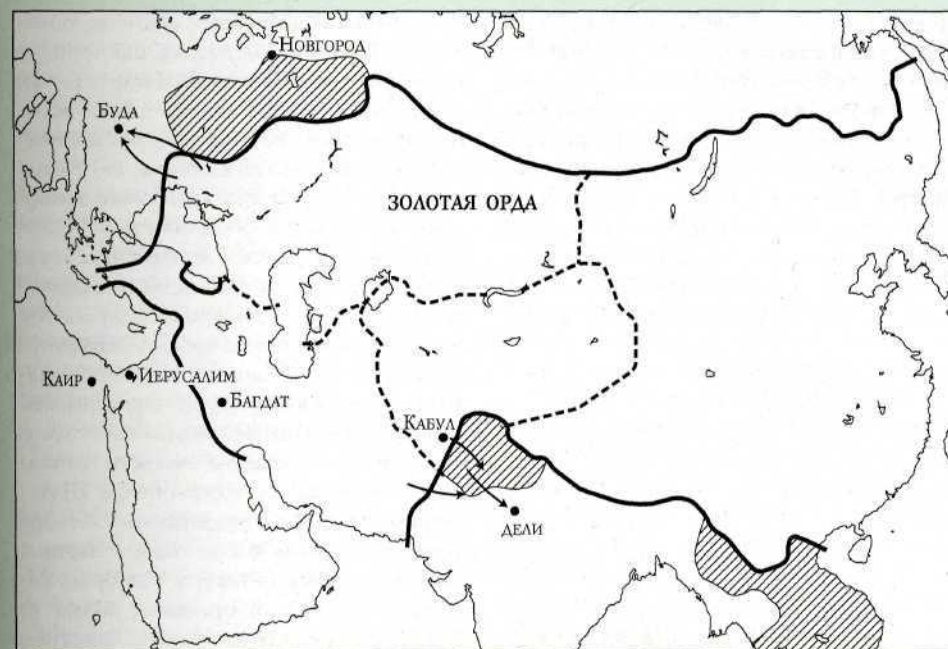 Новгород
Буда
ЗОЛОТАЯ ОРДА
Каир
Иерусалим
Багдат
Кабул
дели